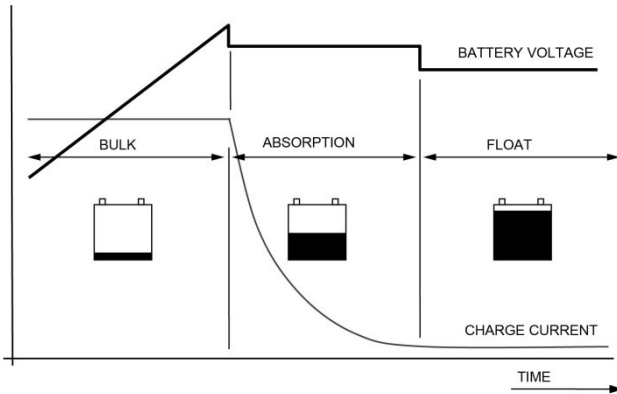 BATTERY VOLTAGE
BULK
ABSORPTION
FLOAT
CHARGE CURRENT
TIME